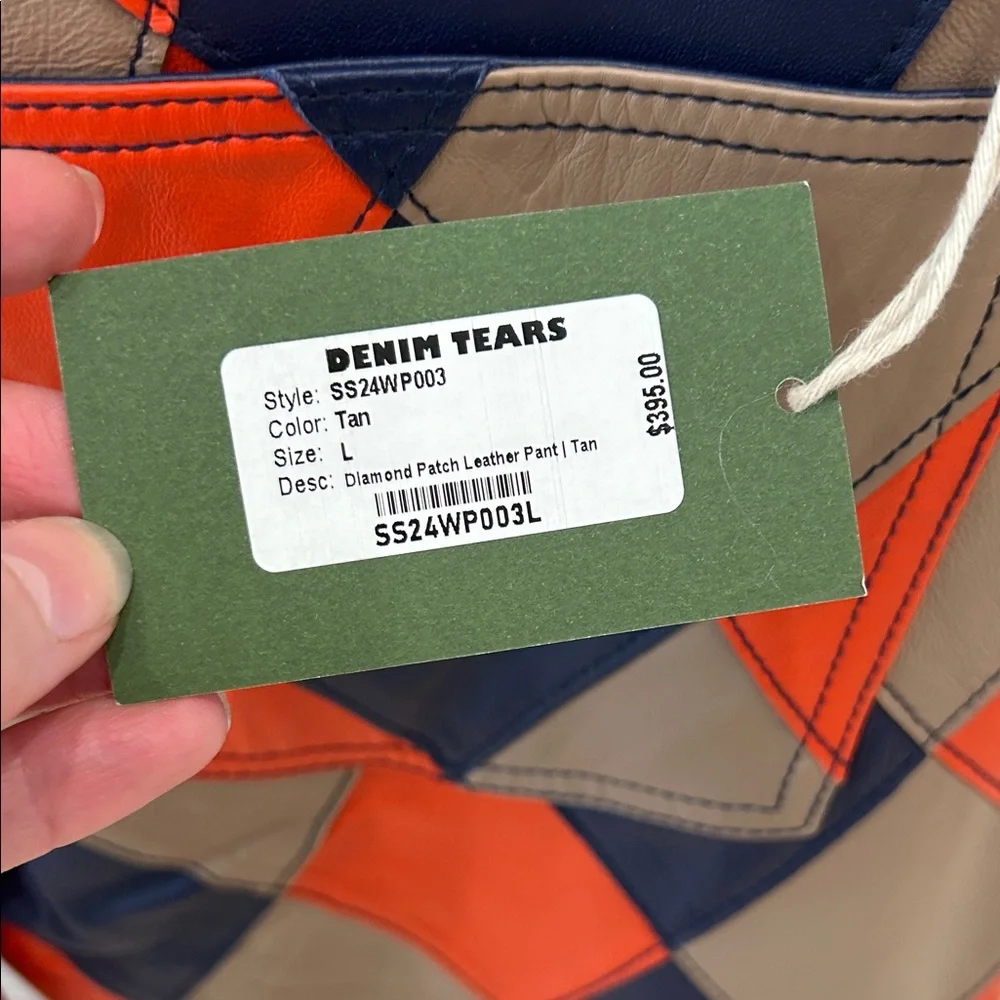 DENIM TEARS
Style: SS24WP003
Color: Tan
Size: L
Desc: Diamond Patch Leather Pant | Tan
SS24WP003L
$395.00